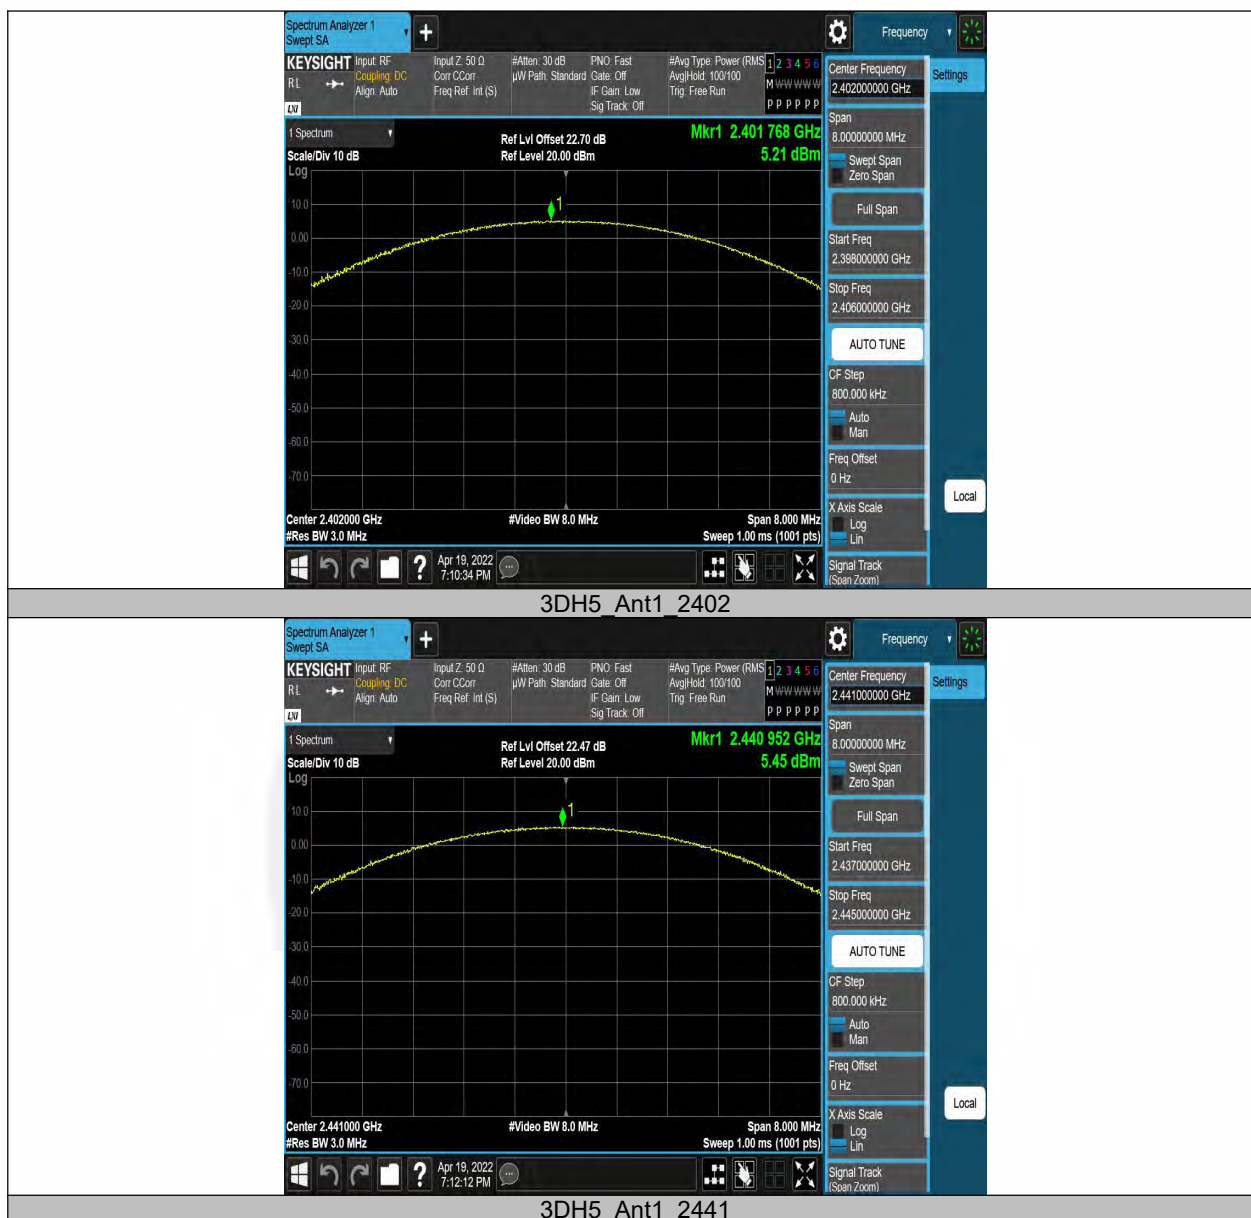 Spectrum Analyzer 1
Swept SA
+
Frequency
KEYSIGHT
RL
LXI
Input: RF
Coupling: DC
Align: Auto
Input Z: 50 Ω
Corr CCorr
Freq Ref: Int (S)
#Atten: 30 dB
µW Path: Standard
PNO: Fast
Gate: Off
IF Gain: Low
Sig Track: Off
#Avg Type: Power (RMS
Avg|Hold: 100/100
Trig: Free Run
1 2 3 4 5 6
M W W W W W
P P P P P P
Center Frequency
2.402000000 GHz
Settings
1 Spectrum
Scale/Div 10 dB
Log
Ref Lvl Offset 22.70 dB
Ref Level 20.00 dBm
Mkr1 2.401 768 GHz
5.21 dBm
Span
8.00000000 MHz
Swept Span
Zero Span
Full Span
Start Freq
2.398000000 GHz
Stop Freq
2.406000000 GHz
AUTO TUNE
CF Step
800.000 kHz
Auto
Man
Freq Offset
0 Hz
X Axis Scale
Log
Lin
Signal Track
(Span Zoom)
Local
1
10.0
0.00
-10.0
-20.0
-30.0
-40.0
-50.0
-60.0
-70.0
Center 2.402000 GHz
#Res BW 3.0 MHz
#Video BW 8.0 MHz
Span 8.000 MHz
Sweep 1.00 ms (1001 pts)
?
Apr 19, 2022
7:10:34 PM
3DH5_Ant1_2402
Spectrum Analyzer 1
Swept SA
+
Frequency
KEYSIGHT
RL
LXI
Input: RF
Coupling: DC
Align: Auto
Input Z: 50 Ω
Corr CCorr
Freq Ref: Int (S)
#Atten: 30 dB
µW Path: Standard
PNO: Fast
Gate: Off
IF Gain: Low
Sig Track: Off
#Avg Type: Power (RMS
Avg|Hold: 100/100
Trig: Free Run
1 2 3 4 5 6
M W W W W W
P P P P P P
Center Frequency
2.441000000 GHz
Settings
1 Spectrum
Scale/Div 10 dB
Log
Ref Lvl Offset 22.47 dB
Ref Level 20.00 dBm
Mkr1 2.440 952 GHz
5.45 dBm
Span
8.00000000 MHz
Swept Span
Zero Span
Full Span
Start Freq
2.437000000 GHz
Stop Freq
2.445000000 GHz
AUTO TUNE
CF Step
800.000 kHz
Auto
Man
Freq Offset
0 Hz
X Axis Scale
Log
Lin
Signal Track
(Span Zoom)
Local
1
10.0
0.00
-10.0
-20.0
-30.0
-40.0
-50.0
-60.0
-70.0
Center 2.441000 GHz
#Res BW 3.0 MHz
#Video BW 8.0 MHz
Span 8.000 MHz
Sweep 1.00 ms (1001 pts)
?
Apr 19, 2022
7:12:12 PM
3DH5_Ant1_2441